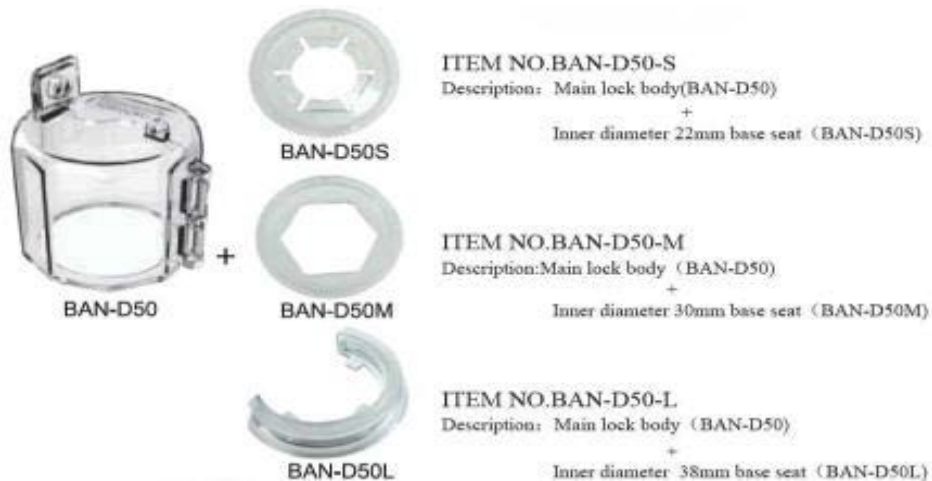 ITEM NO.BAN-D50-S
Description: Main lock body(BAN-D50)
+
Inner diameter 22mm base seat（BAN-D50S)
BAN-D50S
ITEM NO.BAN-D50-M
Description:Main lock body（BAN-D50)
+
Inner diameter 30mm base seat（BAN-D50M)
+
BAN-D50
BAN-D50M
ITEM NO.BAN-D50-L
Description: Main lock body（BAN-D50)
+
Inner diameter 38mm base seat（BAN-D50L)
BAN-D50L